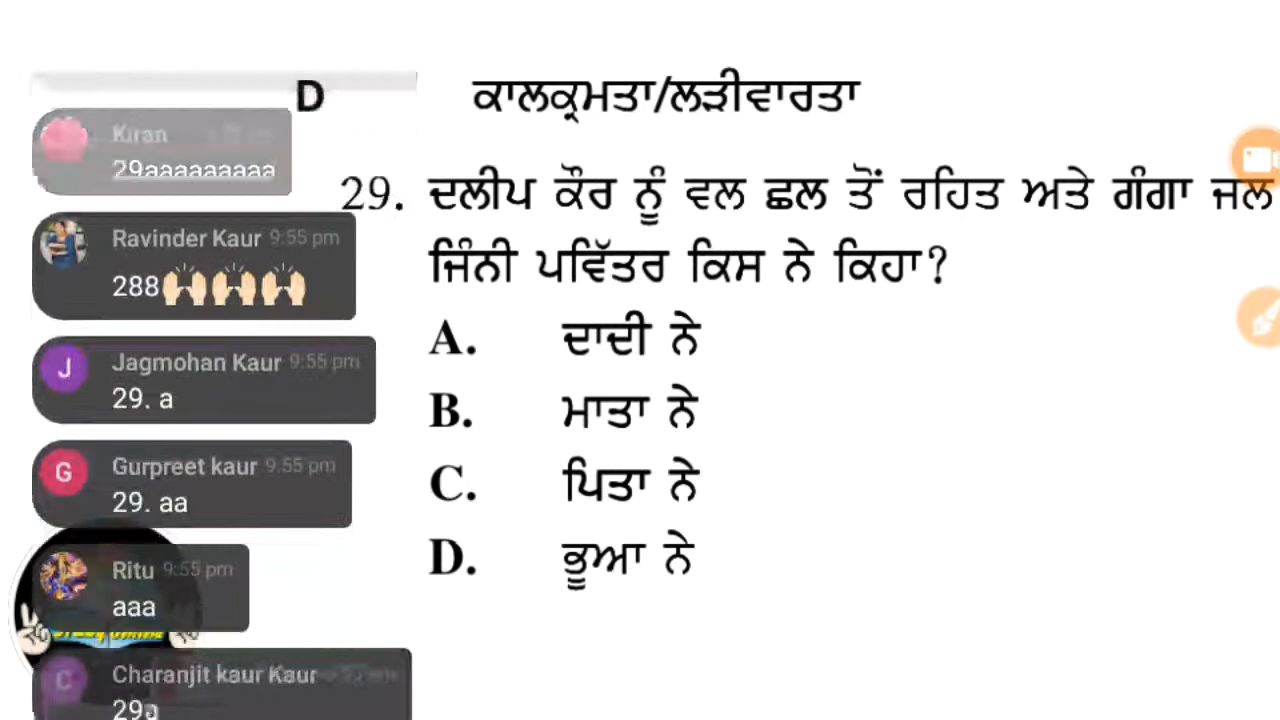 D ਕਾਲਕ੍ਰਮਤਾ/ਲੜੀਵਾਰਤਾ
29. ਦਲੀਪ ਕੌਰ ਨੂੰ ਵਲ ਛਲ ਤੋਂ ਰਹਿਤ ਅਤੇ ਗੰਗਾ ਜਲ
ਜਿੰਨੀ ਪਵਿੱਤਰ ਕਿਸ ਨੇ ਕਿਹਾ?
A. ਦਾਦੀ ਨੇ
B. ਮਾਤਾ ਨੇ
C. ਪਿਤਾ ਨੇ
D. ਭੂਆ ਨੇ
Kiran
29aaaaaaaaa
Ravinder Kaur 9:55 pm
288🙌🏻🙌🏻🙌🏻
J
Jagmohan Kaur 9:55 pm
29. a
G
Gurpreet kaur 9:55 pm
29. aa
Ritu 9:55 pm
aaa
C
Charanjit kaur Kaur
29a